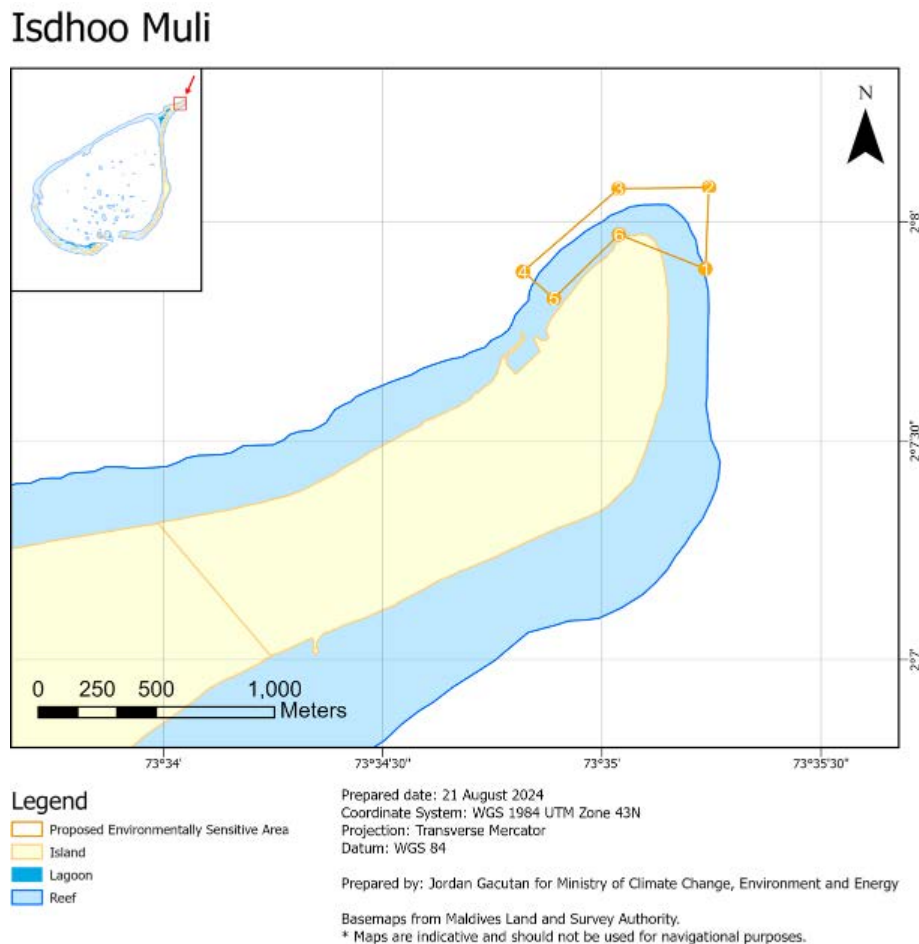 Isdhoo Muli
N
3
2
6
4
1
5
2°8'
2°7'30"
2°7'
0 250 500 1,000
Meters
73°34' 73°34'30" 73°35' 73°35'30"
Legend
Proposed Environmentally Sensitive Area
Island
Lagoon
Reef
Prepared date: 21 August 2024
Coordinate System: WGS 1984 UTM Zone 43N
Projection: Transverse Mercator
Datum: WGS 84
Prepared by: Jordan Gacutan for Ministry of Climate Change, Environment and Energy
Basemaps from Maldives Land and Survey Authority.
* Maps are indicative and should not be used for navigational purposes.